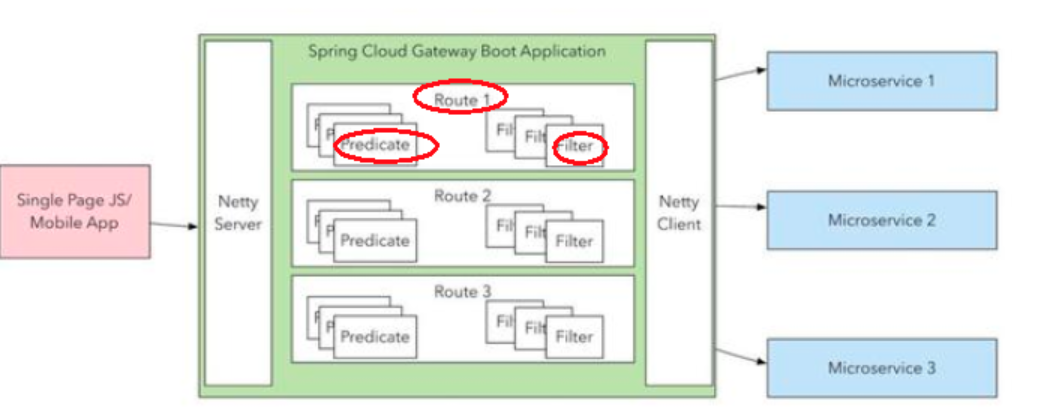 Spring Cloud Gateway Boot Application
Single Page JS/
Mobile App
Netty
Server
Route 1
Predicate
Fil
Filt
Filter
Route 2
Predicate
Fil
Filt
Filter
Route 3
Predicate
Fil
Filt
Filter
Netty
Client
Microservice 1
Microservice 2
Microservice 3